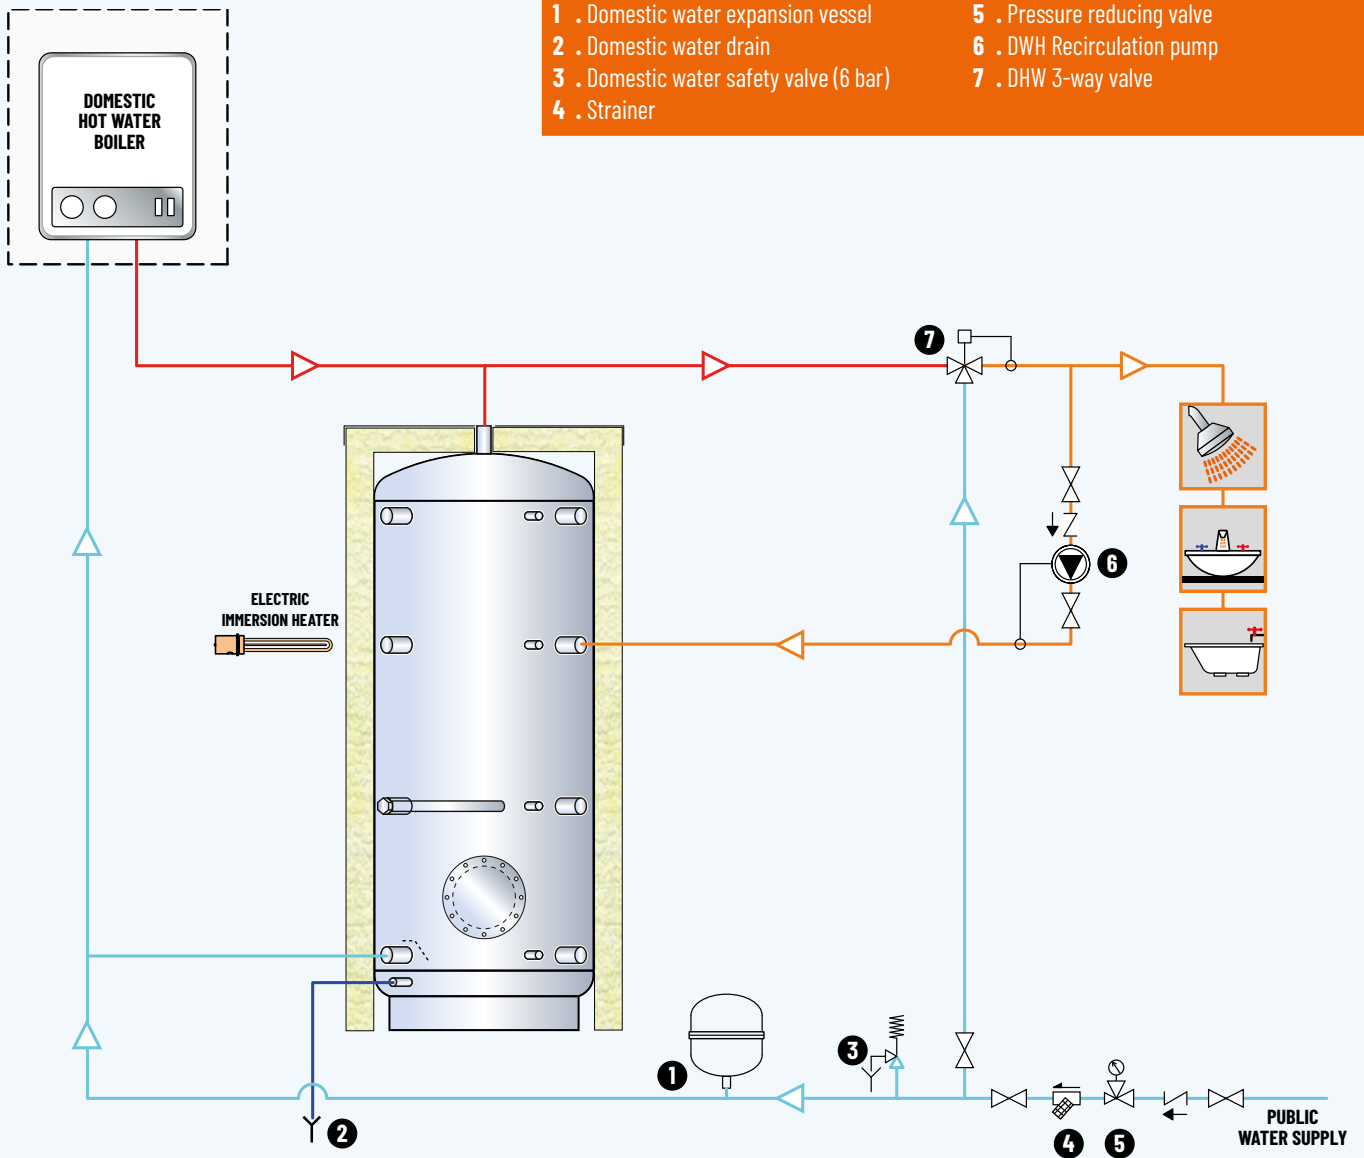 1 . Domestic water expansion vessel
2 . Domestic water drain
3 . Domestic water safety valve (6 bar)
4 . Strainer
5 . Pressure reducing valve
6 . DWH Recirculation pump
7 . DHW 3-way valve
DOMESTIC
HOT WATER
BOILER
7
6
ELECTRIC
IMMERSION HEATER
3
1
2
4
5
PUBLIC
WATER SUPPLY